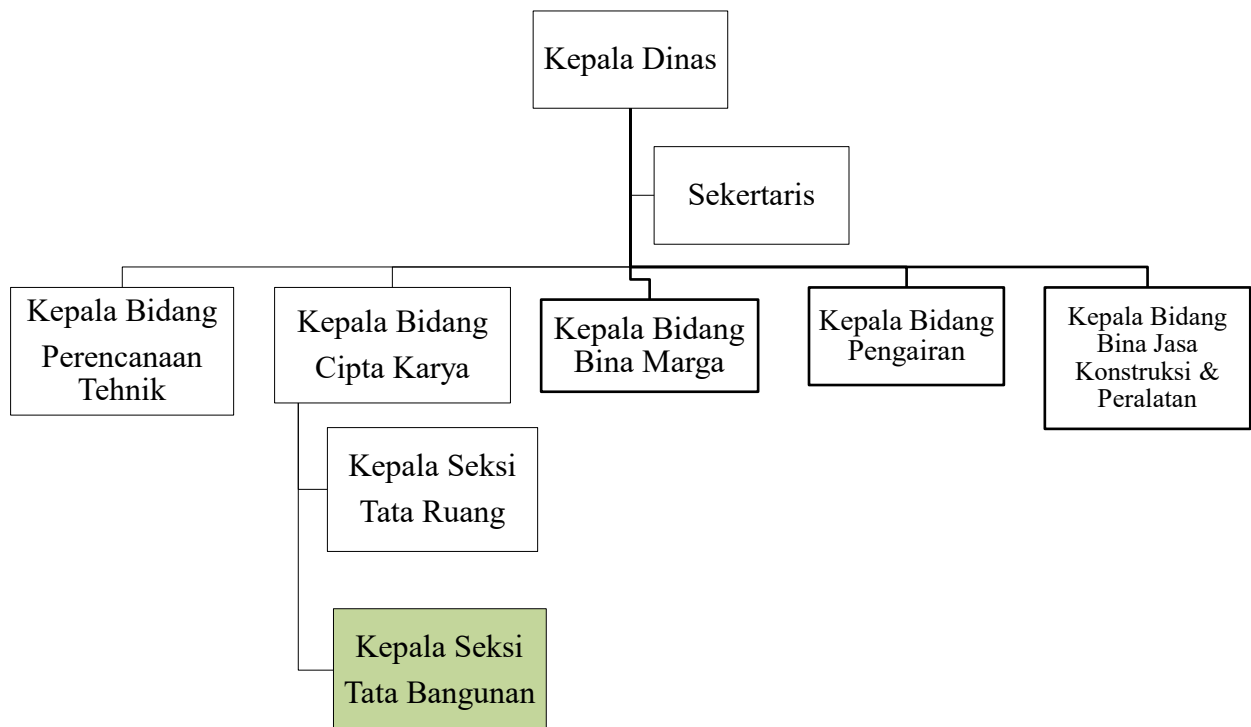 Kepala Dinas
Sekertaris
Kepala Bidang
Perencanaan
Tehnik
Kepala Bidang
Cipta Karya
Kepala Bidang
Bina Marga
Kepala Bidang
Pengairan
Kepala Bidang
Bina Jasa
Konstruksi &
Peralatan
Kepala Seksi
Tata Ruang
Kepala Seksi
Tata Bangunan